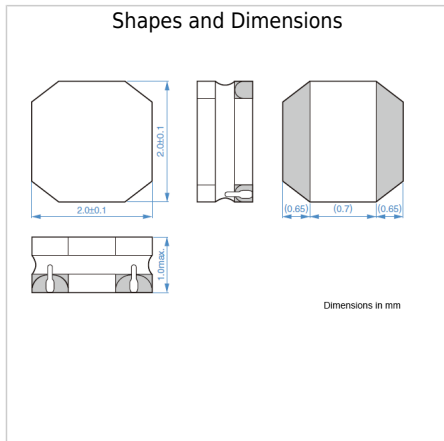 Shapes and Dimensions
2.0±0.1
2.0±0.1
(0.65)
(0.7)
(0.65)
1.0max.
Dimensions in mm